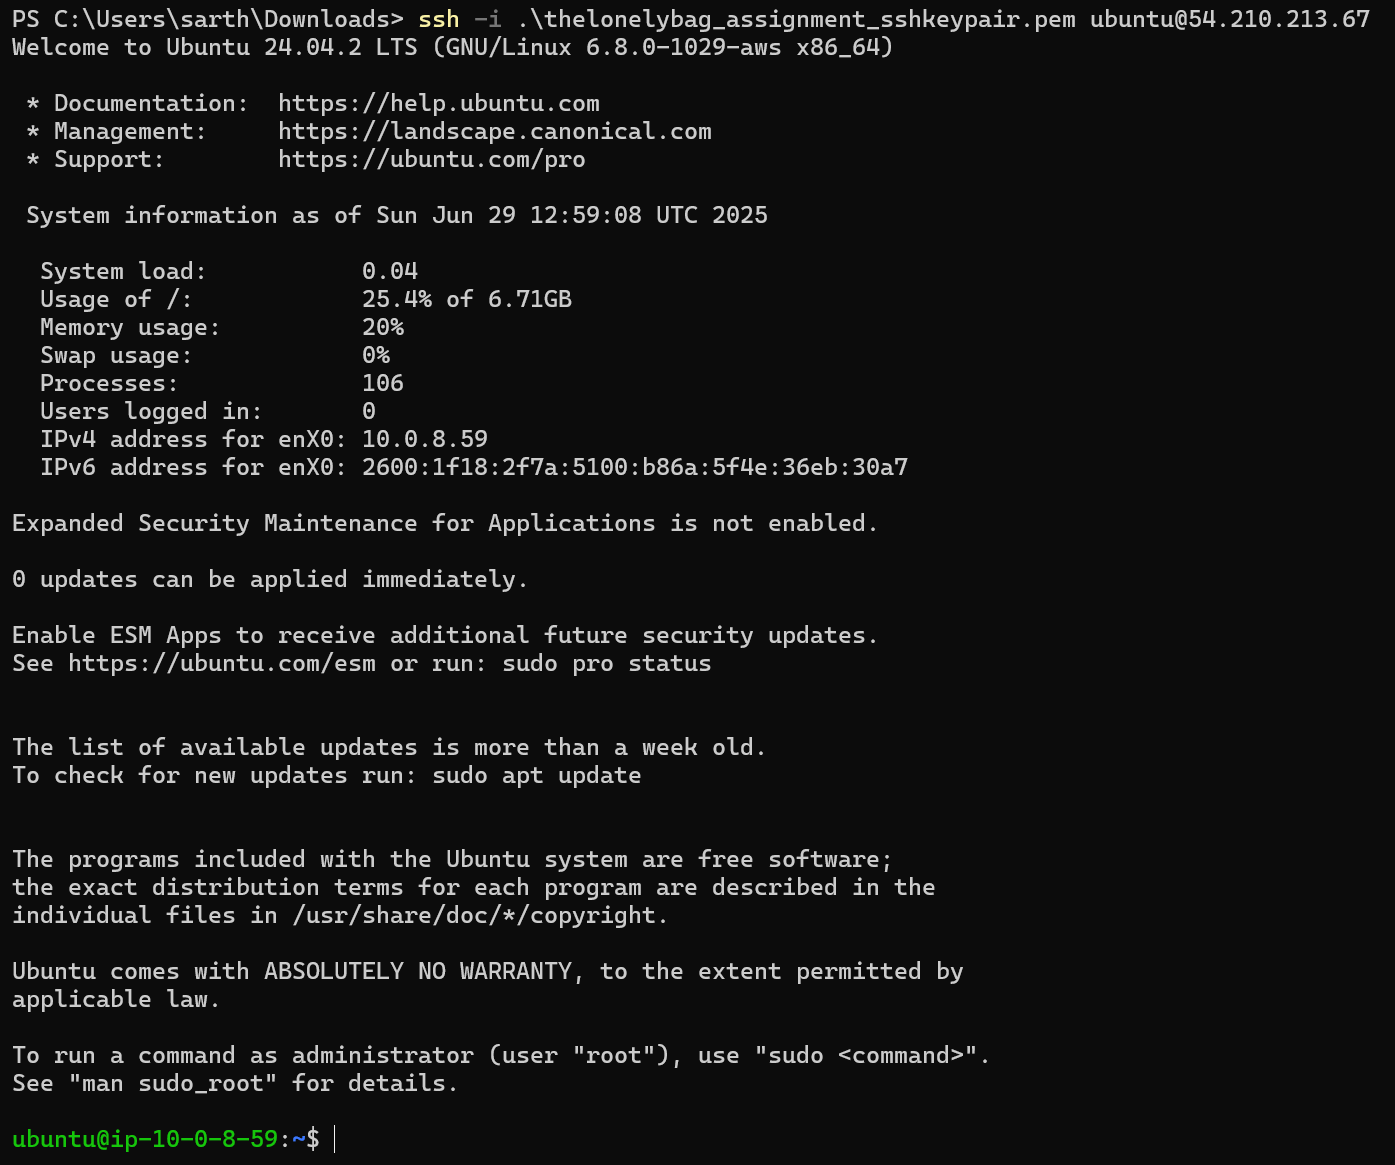 PS C:\Users\sarth\Downloads> ssh -i .\thelonelybag_assignment_sshkeypair.pem ubuntu@54.210.213.67
Welcome to Ubuntu 24.04.2 LTS (GNU/Linux 6.8.0-1029-aws x86_64)
* Documentation:  https://help.ubuntu.com
* Management:     https://landscape.canonical.com
* Support:        https://ubuntu.com/pro
System information as of Sun Jun 29 12:59:08 UTC 2025
System load:           0.04
Usage of /:            25.4% of 6.71GB
Memory usage:          20%
Swap usage:            0%
Processes:             106
Users logged in:       0
IPv4 address for enX0: 10.0.8.59
IPv6 address for enX0: 2600:1f18:2f7a:5100:b86a:5f4e:36eb:30a7
Expanded Security Maintenance for Applications is not enabled.
0 updates can be applied immediately.
Enable ESM Apps to receive additional future security updates.
See https://ubuntu.com/esm or run: sudo pro status
The list of available updates is more than a week old.
To check for new updates run: sudo apt update
The programs included with the Ubuntu system are free software;
the exact distribution terms for each program are described in the
individual files in /usr/share/doc/*/copyright.
Ubuntu comes with ABSOLUTELY NO WARRANTY, to the extent permitted by
applicable law.
To run a command as administrator (user "root"), use "sudo <command>".
See "man sudo_root" for details.
ubuntu@ip-10-0-8-59:~$